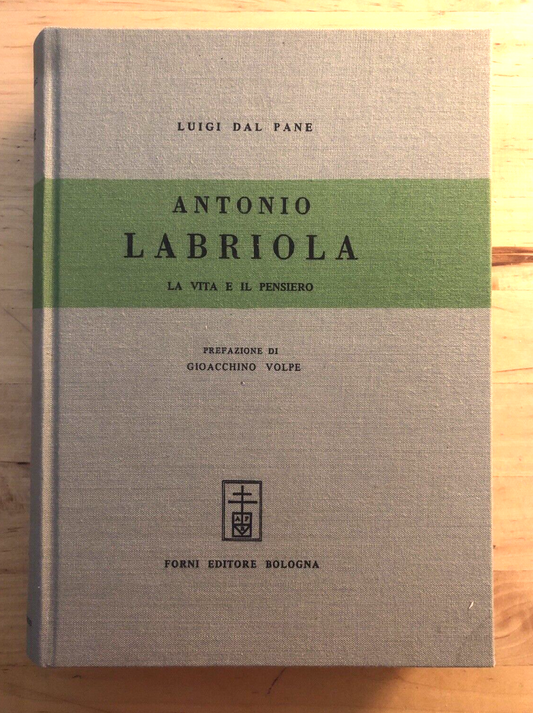 LUIGI DAL PANE
ANTONIO
LABRIOLA
LA VITA E IL PENSIERO
PREFAZIONE DI
GIOACCHINO VOLPE
FORNI EDITORE BOLOGNA